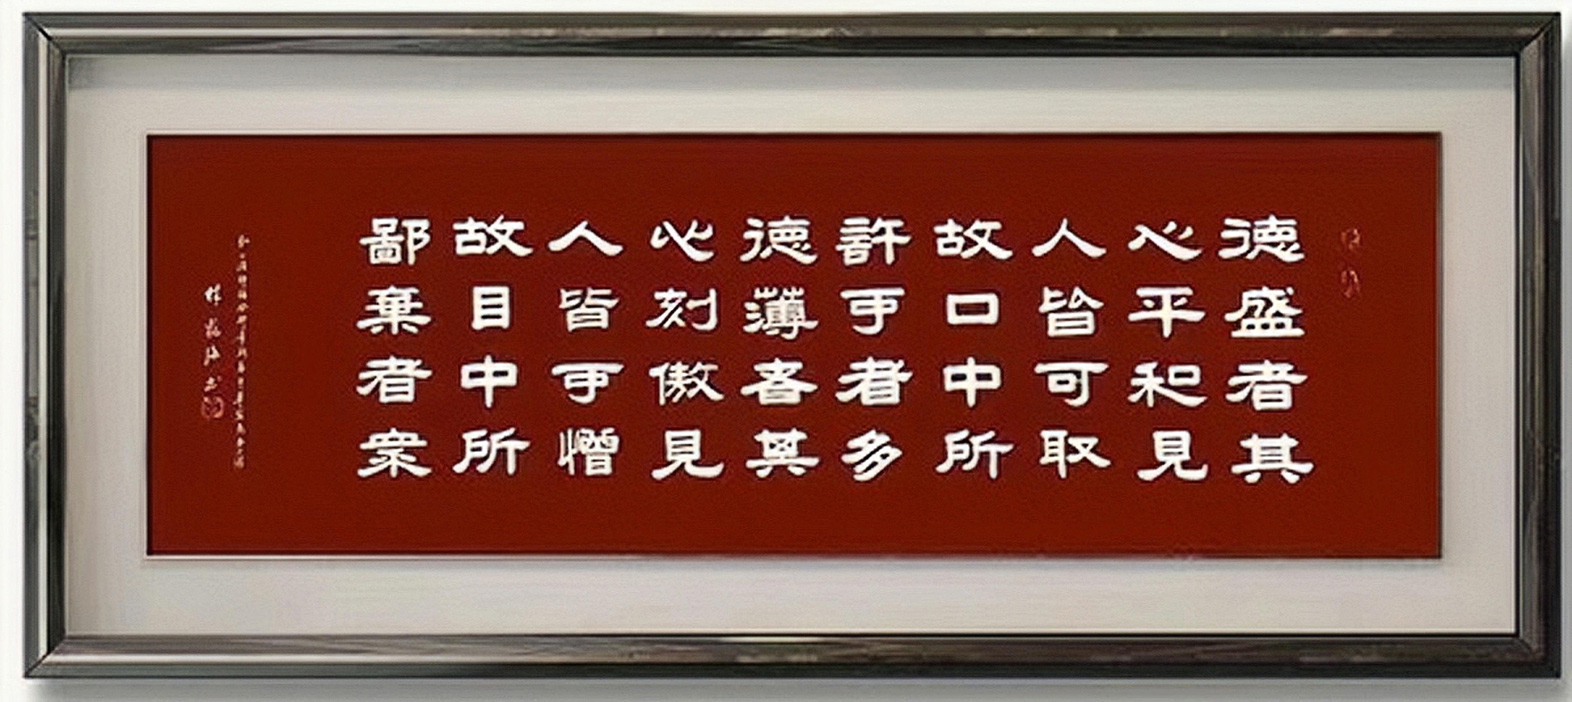 德盛者其
心平和見
人皆可取
故口中所
許可者多
德薄者其
心刻傲見
人皆可憎
故目中所
鄙棄者衆